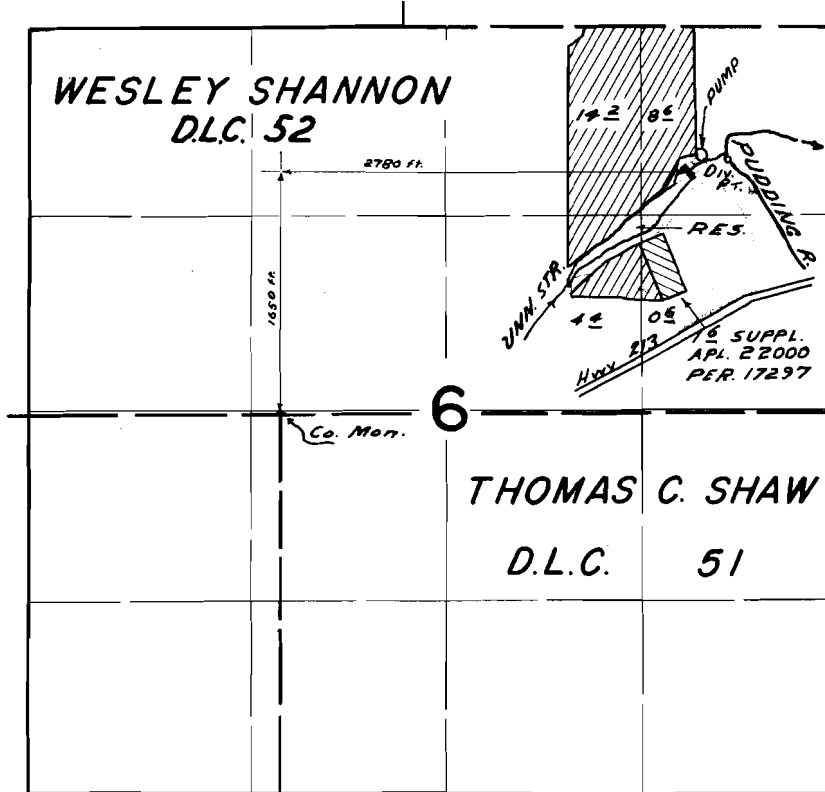 WESLEY SHANNON
D.L.C. 52
14 2
8 6
PUMP
2780 Ft.
DIV. PT.
PUDDING R.
RES.
1650 Ft.
UNN. STR.
4 4
0 6
1 6 SUPPL.
APL. 22000
PER. 17297
Hwy 213
6
Co. Mon.
THOMAS C. SHAW
D.L.C. 51